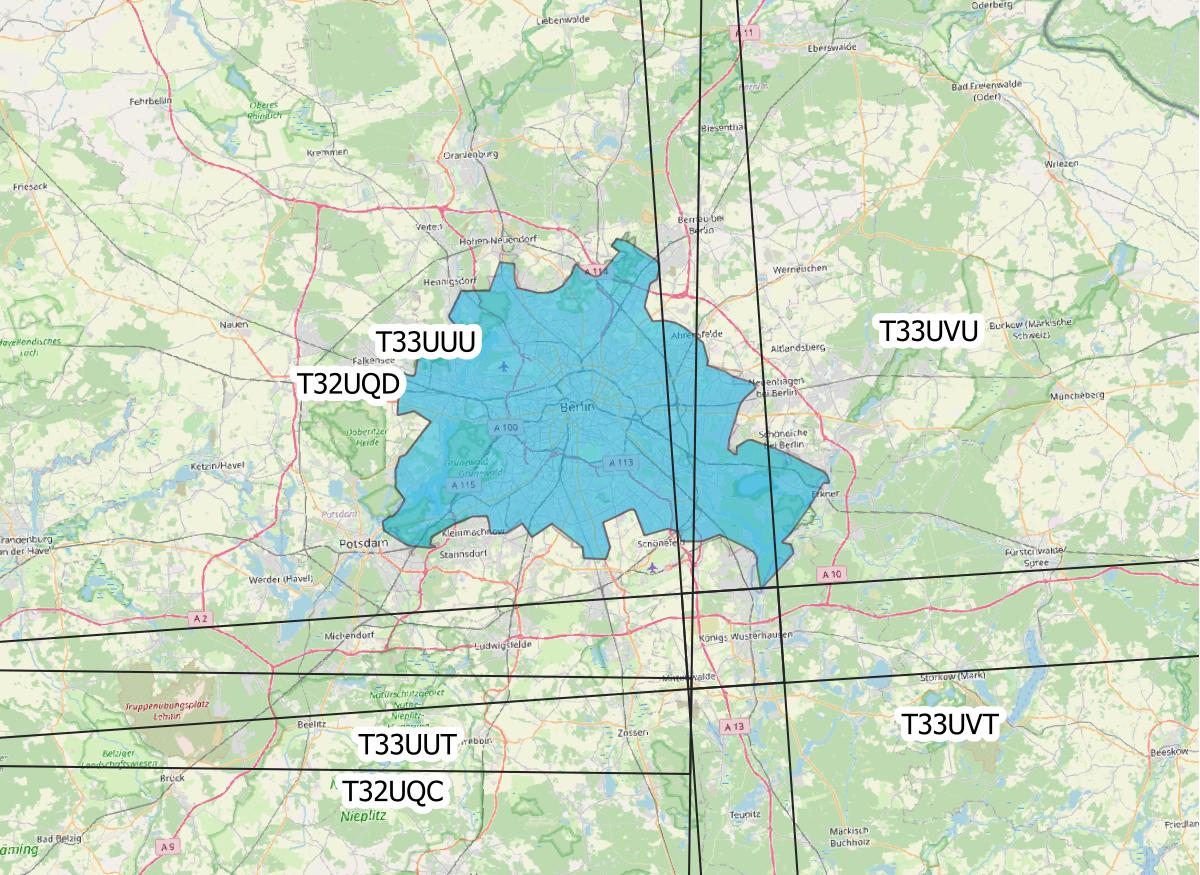 Liebenwalde
Oderberg
A 11
Eberswalde
Fehrbellin
Oberes
Rhinluch
Bad Freienwalde
(Oder)
Biesenthal
Kremmen
Oranienburg
Wriezen
Friesack
Velten
Bernau bei
Berlin
Hohen Neuendorf
A 114
Werneuchen
Hennigsdorf
Nauen
T33UUU
Ahrensfelde
T33UVU
Buckow (Märkische
Schweiz)
Altlandsberg
Falkensee
T32UQD
Neuenhagen
bei Berlin
Müncheberg
Berlin
A 100
Döberitzer
Heide
Schöneiche
bei Berlin
A 113
Ketzin/Havel
Grunewald
A 115
Erkner
Potsdam
Potsdam
Kleinmachnow
Stahnsdorf
Schönefeld
Brandenburg
an der Havel
Fürstenwalde/
Spree
Werder (Havel)
A 10
A 2
Michendorf
Ludwigsfelde
Königs Wusterhausen
Mittenwalde
Storkow (Mark)
Truppenübungsplatz
Lehnin
Naturschutzgebiet
Nuthe-
Nieplitz-
Beelitz
T33UUT
Trebbin
Zossen
A 13
T33UVT
Belziger
Landschaftswiesen
Brück
Beeskow
T32UQC
Nieplitz
Teupitz
Märkisch
Buchholz
Bad Belzig
A 9
Friedland